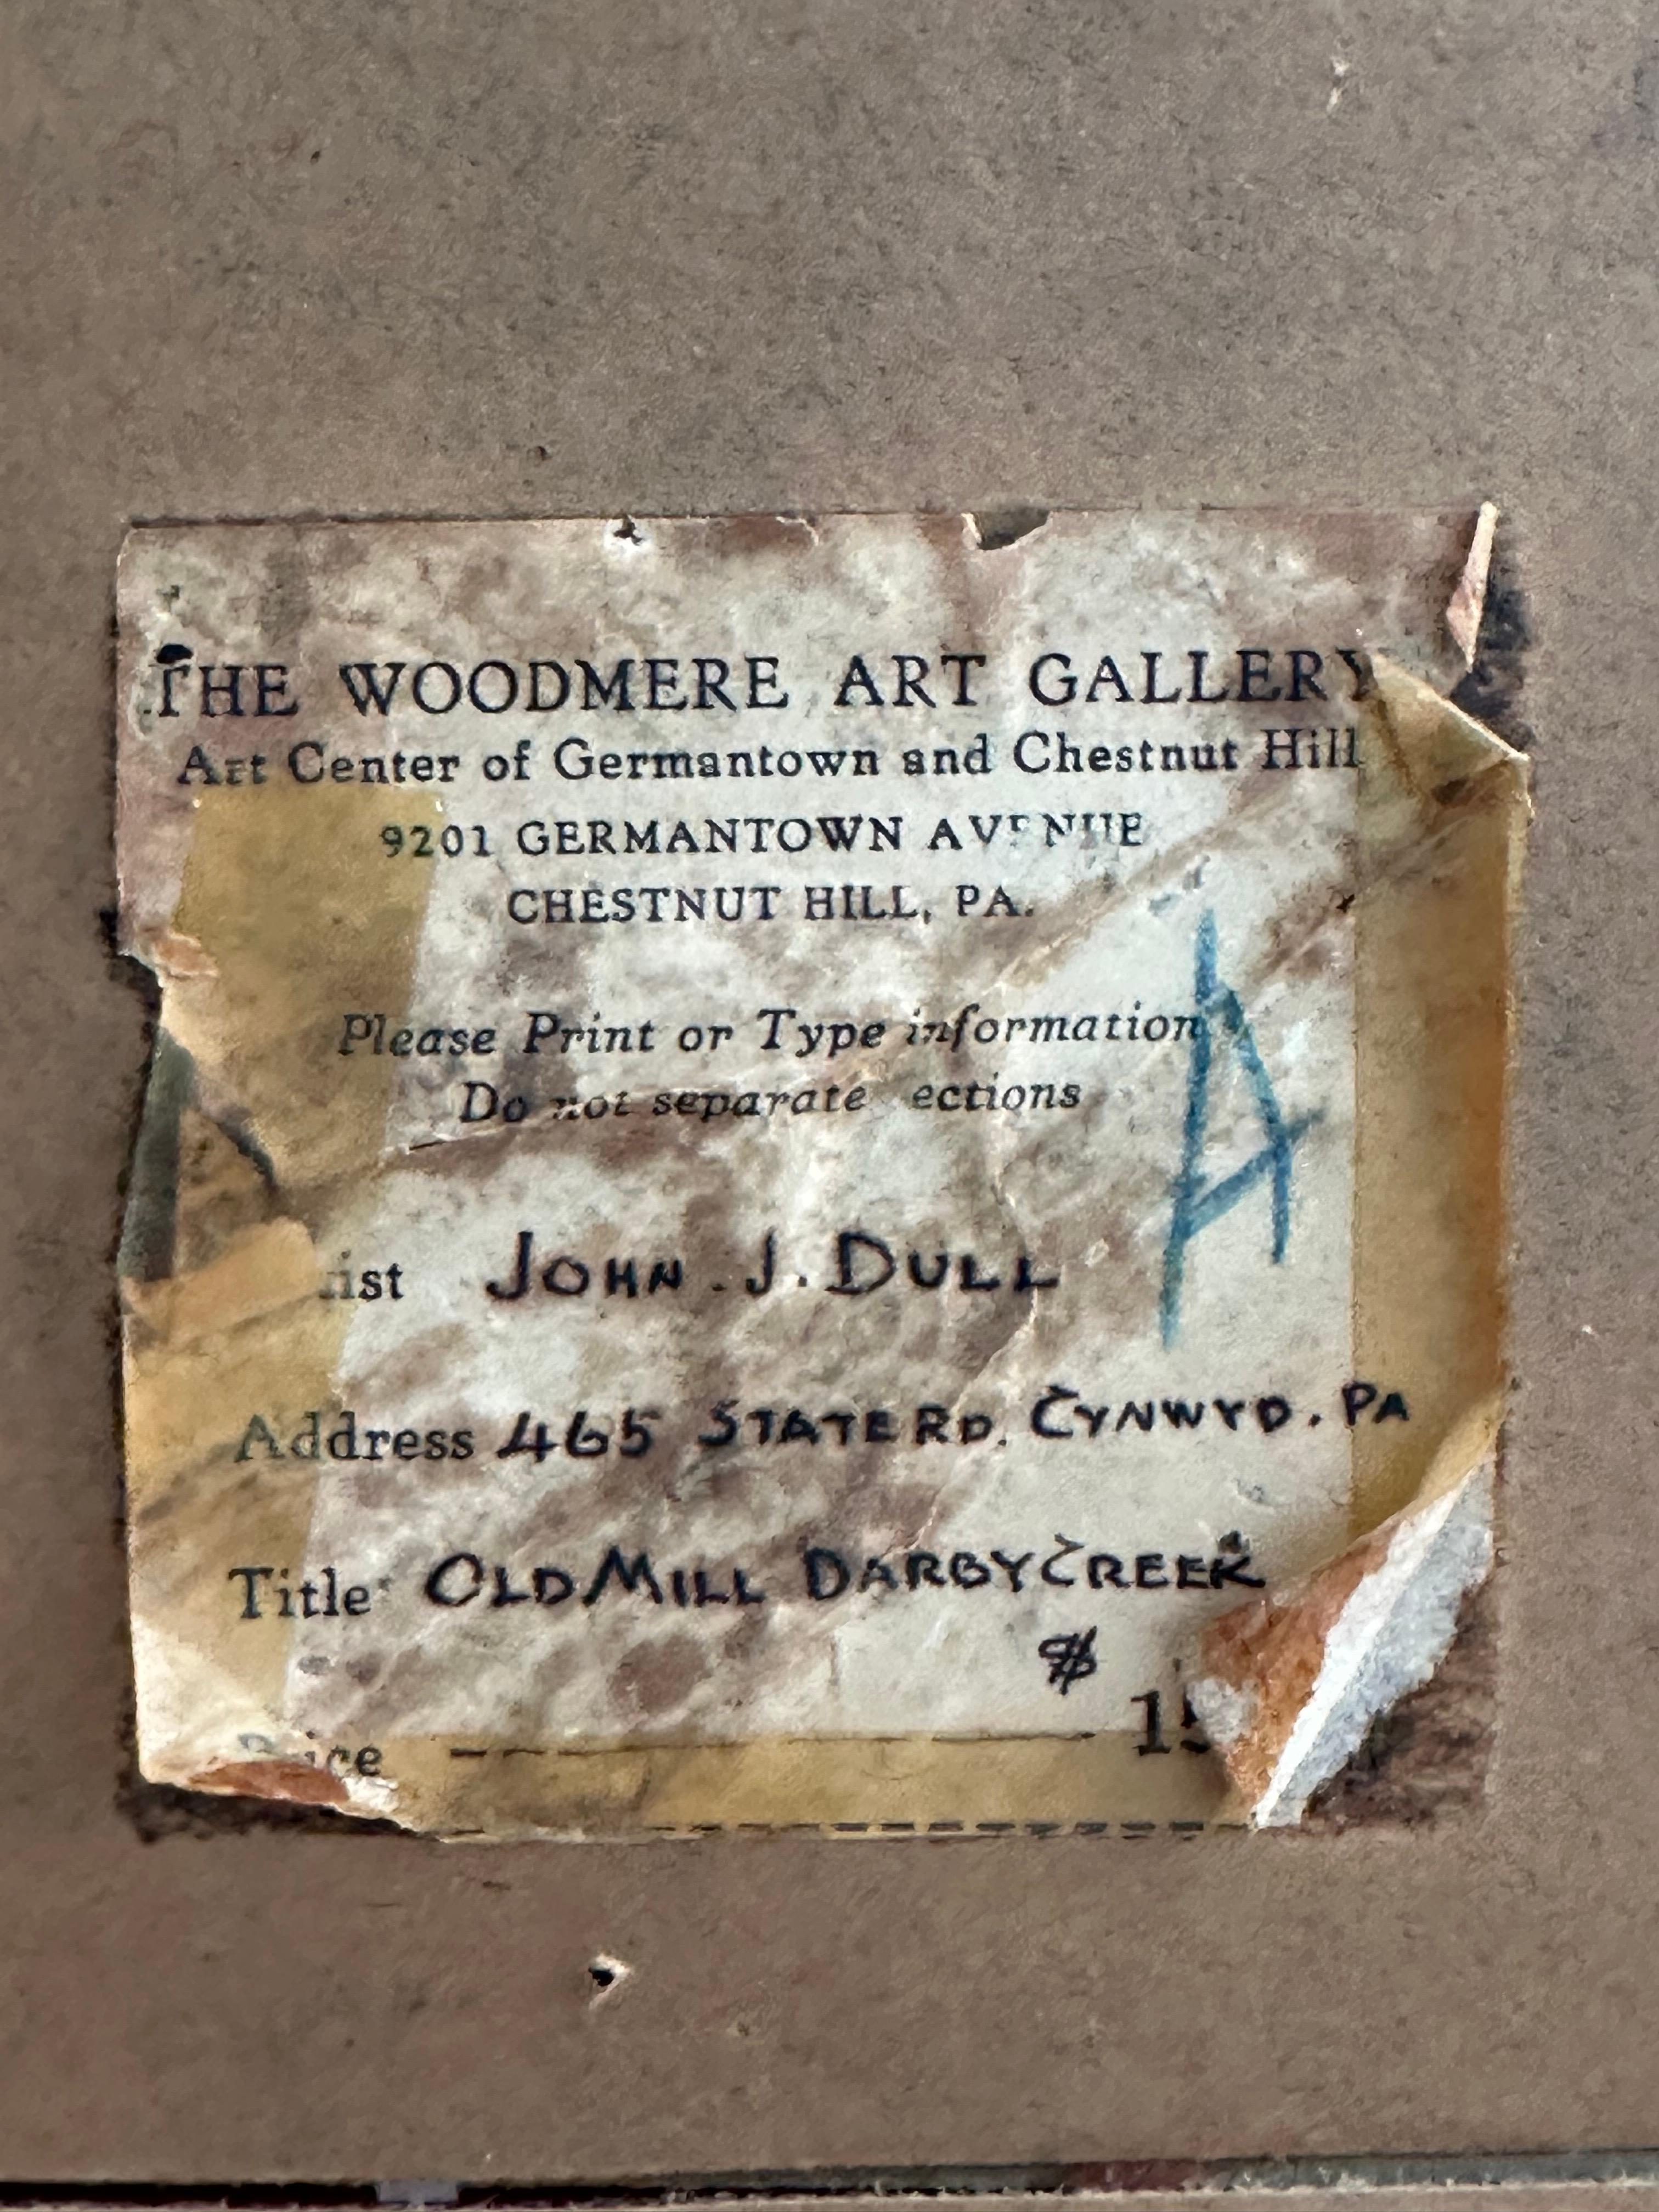 THE WOODMERE ART GALLERY
Art Center of Germantown and Chestnut Hill
9201 GERMANTOWN AVENUE
CHESTNUT HILL, PA.
A
Please Print or Type information
Do not separate ections
ist JOHN J. DULL
Address 465 STATE RD. CYNWYD. PA
Title OLD MILL DARBY CREEK
$
Price